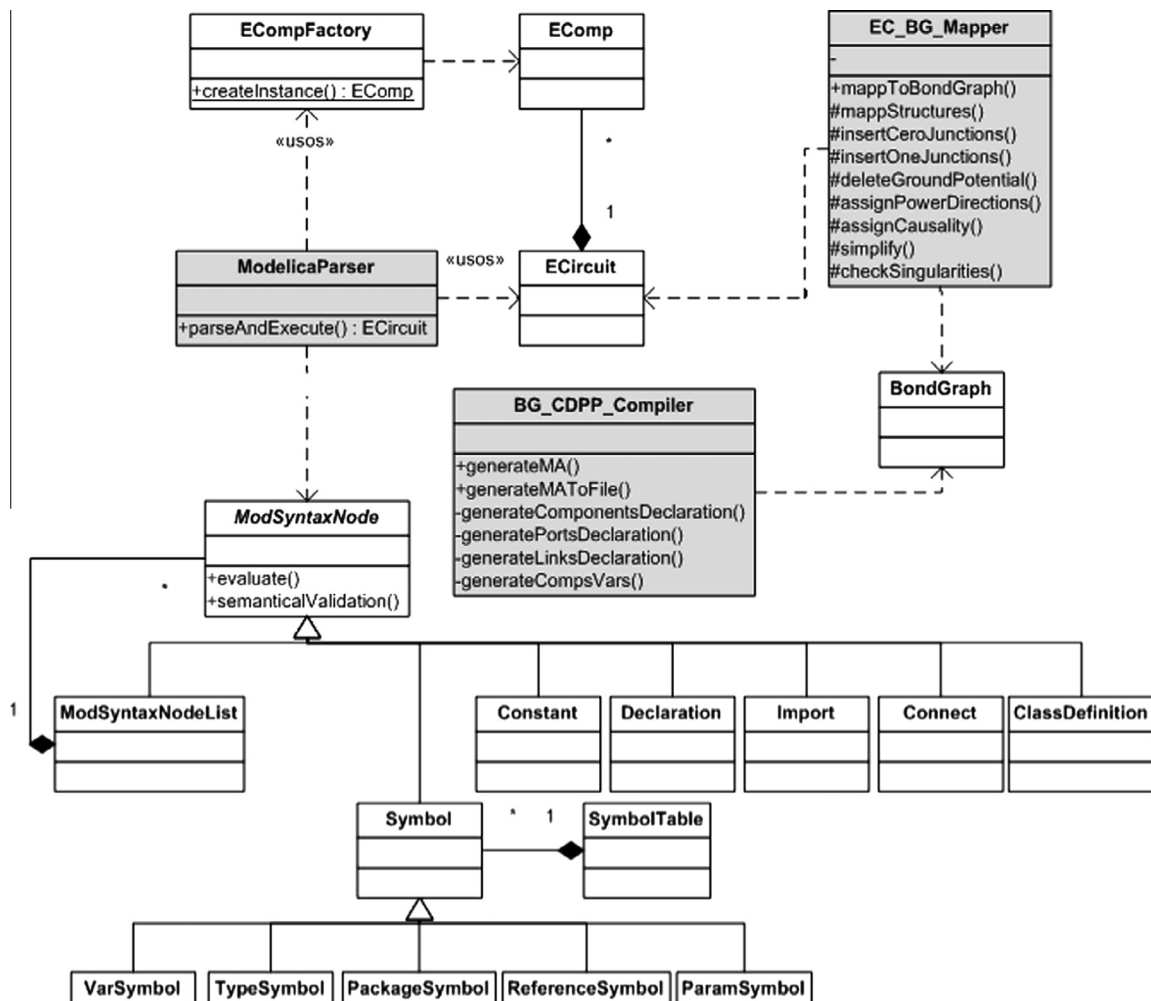 ECompFactory
+createInstance() : EComp
EComp
EC_BG_Mapper
-
+mappToBondGraph()
#mappStructures()
#insertCeroJunctions()
#insertOneJunctions()
#deleteGroundPotential()
#assignPowerDirections()
#assignCausality()
#simplify()
#checkSingularities()
«usos»
*
1
ModelicaParser
+parseAndExecute() : ECircuit
«usos»
ECircuit
BondGraph
BG_CDPP_Compiler
+generateMA()
+generateMAToFile()
-generateComponentsDeclaration()
-generatePortsDeclaration()
-generateLinksDeclaration()
-generateCompsVars()
ModSyntaxNode
+evaluate()
+semanticalValidation()
*
1
ModSyntaxNodeList
Constant
Declaration
Import
Connect
ClassDefinition
Symbol
* 1
SymbolTable
VarSymbol
TypeSymbol
PackageSymbol
ReferenceSymbol
ParamSymbol